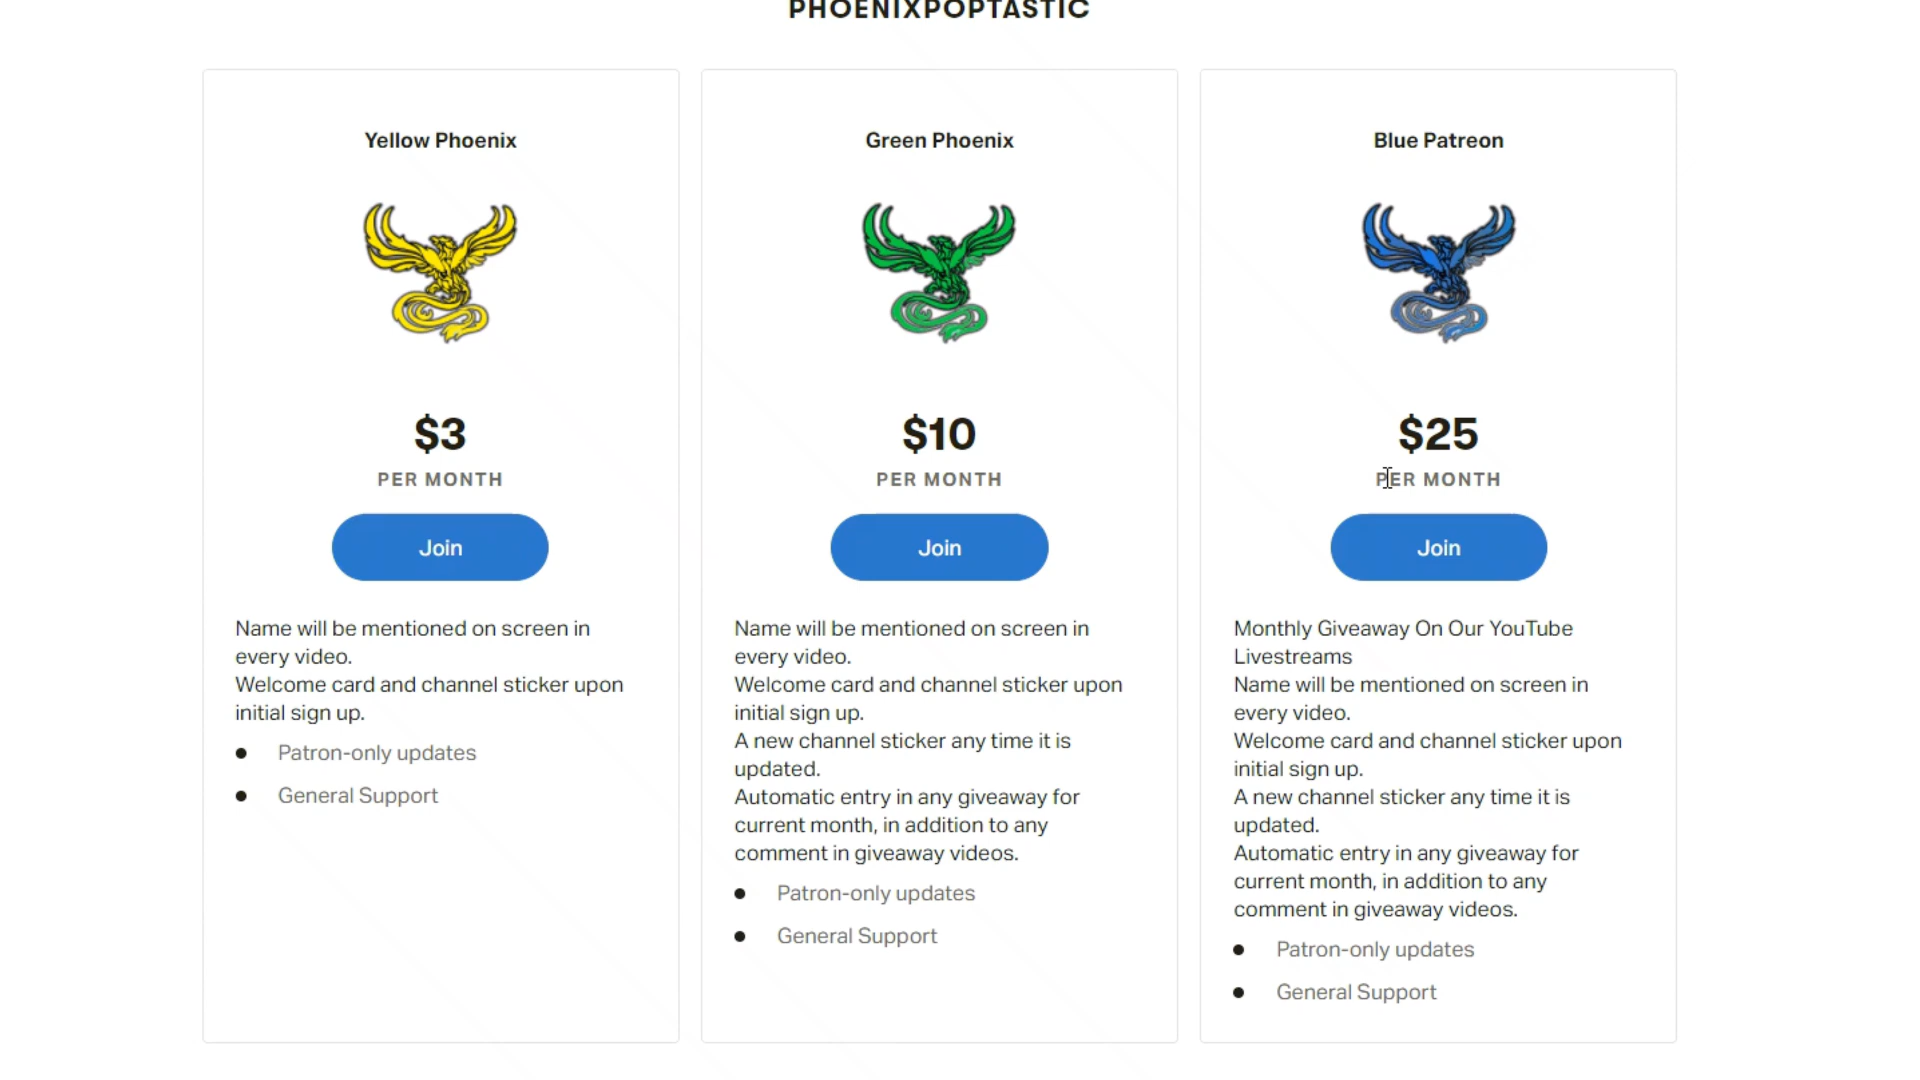 PHOENIXPOPTASTIC
Yellow Phoenix
$3
PER MONTH
Join
Name will be mentioned on screen in
every video.
Welcome card and channel sticker upon
initial sign up.
Patron-only updates
General Support
Green Phoenix
$10
PER MONTH
Join
Name will be mentioned on screen in
every video.
Welcome card and channel sticker upon
initial sign up.
A new channel sticker any time it is
updated.
Automatic entry in any giveaway for
current month, in addition to any
comment in giveaway videos.
Patron-only updates
General Support
Blue Patreon
$25
PER MONTH
Join
Monthly Giveaway On Our YouTube
Livestreams
Name will be mentioned on screen in
every video.
Welcome card and channel sticker upon
initial sign up.
A new channel sticker any time it is
updated.
Automatic entry in any giveaway for
current month, in addition to any
comment in giveaway videos.
Patron-only updates
General Support